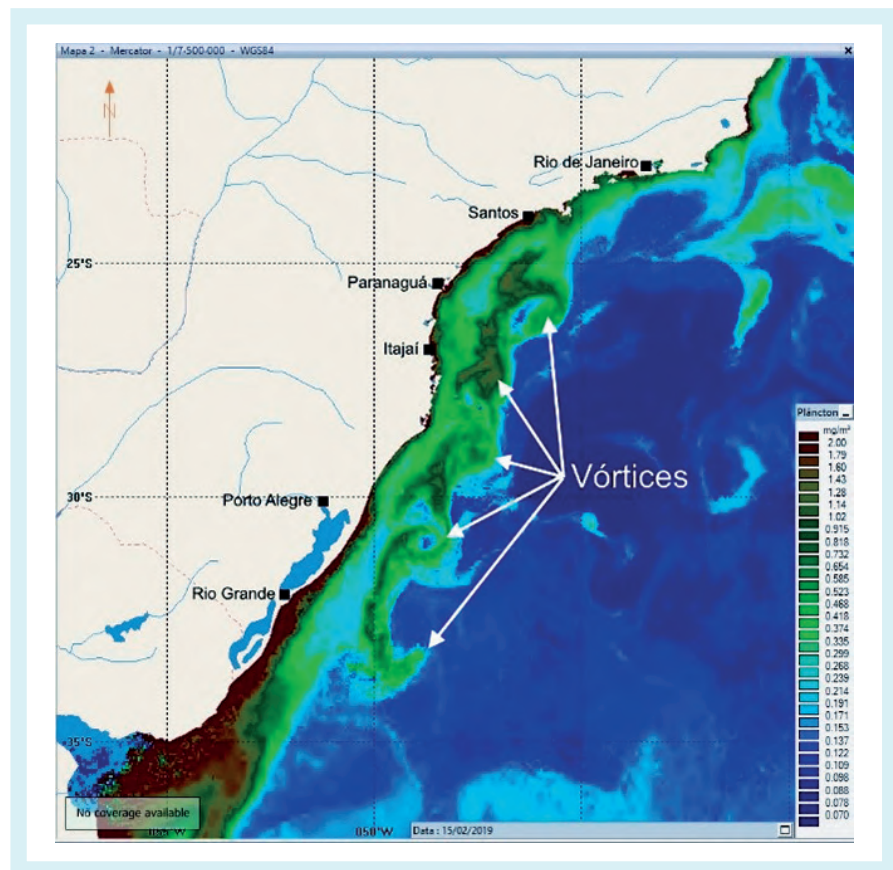 Mapa 2 - Mercator - 1/7-500-000 - WGS84
N
Rio de Janeiro
Santos
25°S
Paranaguá
Itajaí
Pláncton
mg/m³
2.00
1.79
1.60
1.43
1.28
1.14
1.02
0.915
0.818
0.732
0.654
0.585
0.523
0.468
0.418
0.374
0.335
0.299
0.268
0.239
0.214
0.191
0.171
0.153
0.137
0.122
0.109
0.098
0.088
0.078
0.070
Vórtices
30°S
Porto Alegre
Rio Grande
35°S
No coverage available
050°W
Data : 15/02/2019